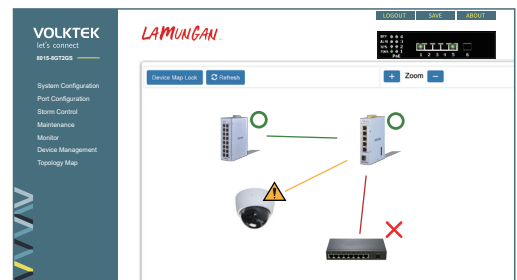 LOGOUT SAVE ABOUT
VOLKTEK
let's connect
8015-8GT2GS
LAMUNGAN
PoE
1 2 3 4 5 6
Device Map Lock
Refresh
+ Zoom −
System Configuration
Port Configuration
Storm Control
Maintenance
Monitor
Device Management
Topology Map